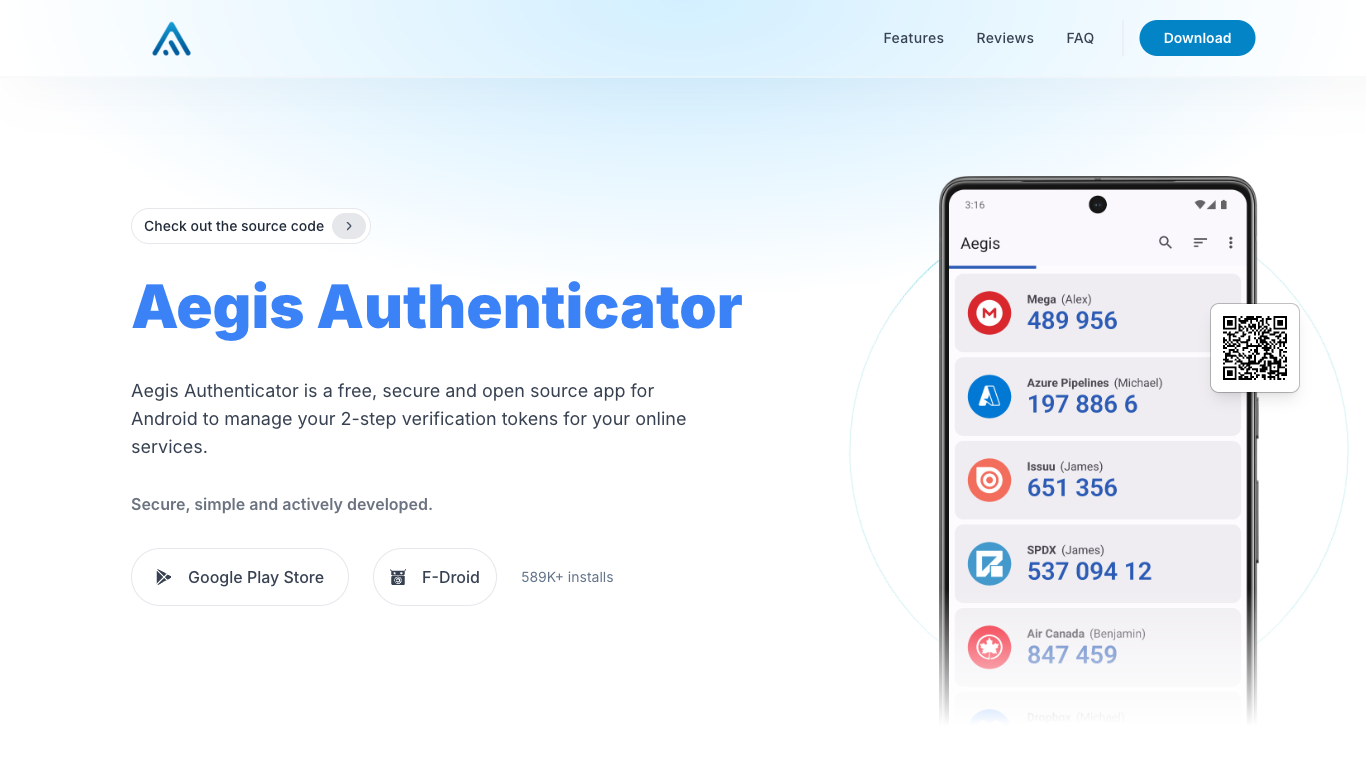 Features
Reviews
FAQ
Download
Check out the source code
Aegis Authenticator
Aegis Authenticator is a free, secure and open source app for
Android to manage your 2-step verification tokens for your online
services.
Secure, simple and actively developed.
Google Play Store
F-Droid
589K+ installs
3:16
Aegis
Mega (Alex)
489 956
Azure Pipelines (Michael)
197 886 6
Issuu (James)
651 356
SPDX (James)
537 094 12
Air Canada (Benjamin)
847 459
Dropbox (Michael)